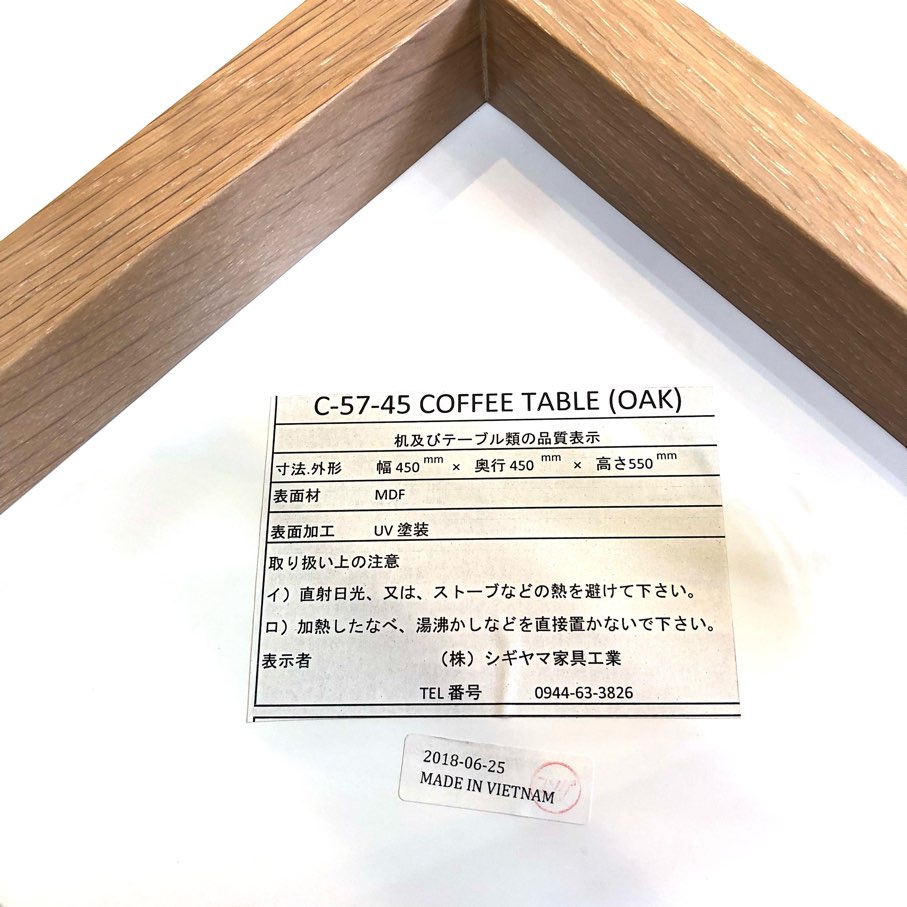 C-57-45 COFFEE TABLE (OAK)
机及びテーブル類の品質表示
寸法.外形 幅 450 mm × 奥行 450 mm × 高さ550 mm
表面材 MDF
表面加工 UV 塗装
取り扱い上の注意
イ）直射日光、又は、ストーブなどの熱を避けて下さい。
ロ）加熱したなべ、湯沸かしなどを直接置かないで下さい。
表示者 （株）シギヤマ家具工業
TEL 番号 0944-63-3826
2018-06-25
MADE IN VIETNAM